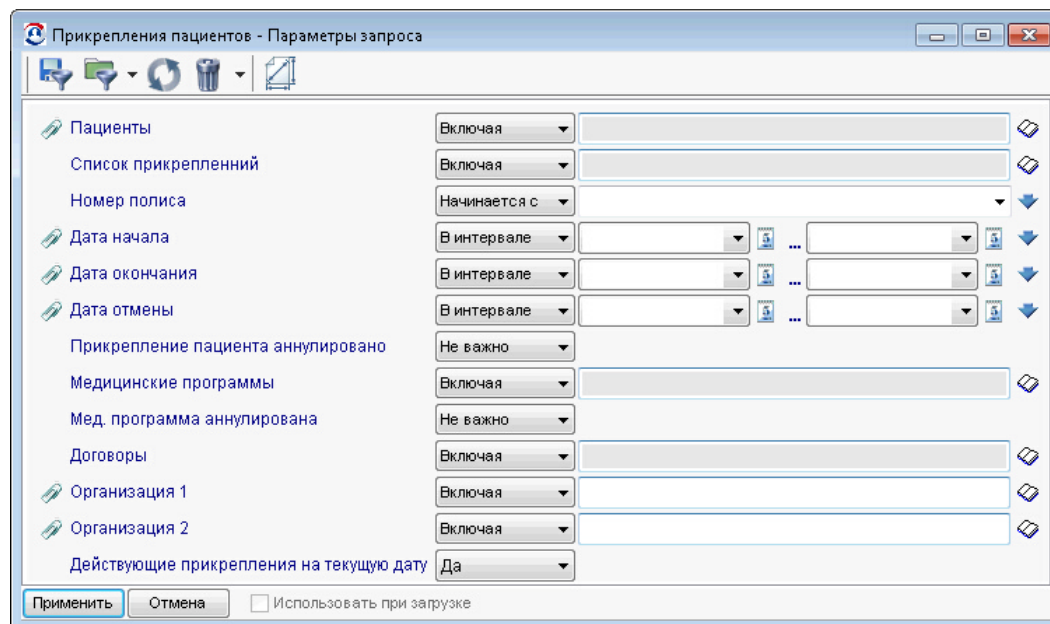 Прикрепления пациентов - Параметры запроса
Пациенты Включая
Список прикреплений Включая
Номер полиса Начинается с
Дата начала В интервале ...
Дата окончания В интервале ...
Дата отмены В интервале ...
Прикрепление пациента аннулировано Не важно
Медицинские программы Включая
Мед. программа аннулирована Не важно
Договоры Включая
Организация 1 Включая
Организация 2 Включая
Действующие прикрепления на текущую дату Да
Применить Отмена Использовать при загрузке